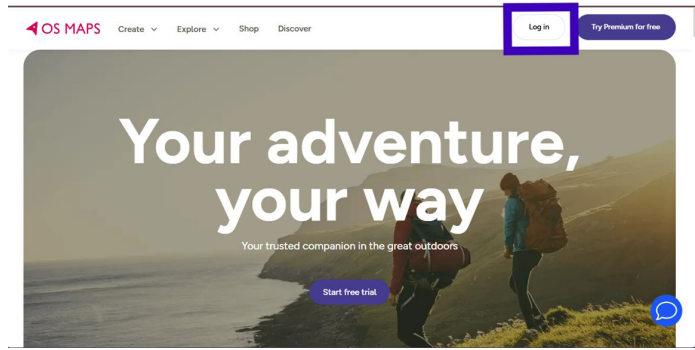 OS MAPS Create Explore Shop Discover Log in Try Premium for free
Your adventure,
your way
Your trusted companion in the great outdoors
Start free trial